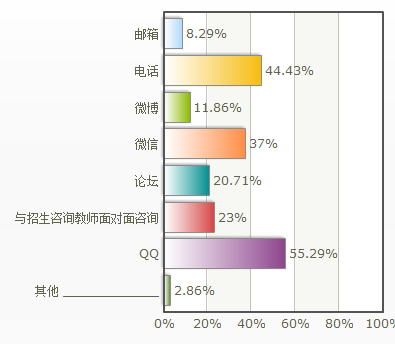 邮箱 8.29%
电话 44.43%
微博 11.86%
微信 37%
论坛 20.71%
与招生咨询教师面对面咨询 23%
QQ 55.29%
其他 ______________ 2.86%
0% 20% 40% 60% 80% 100%